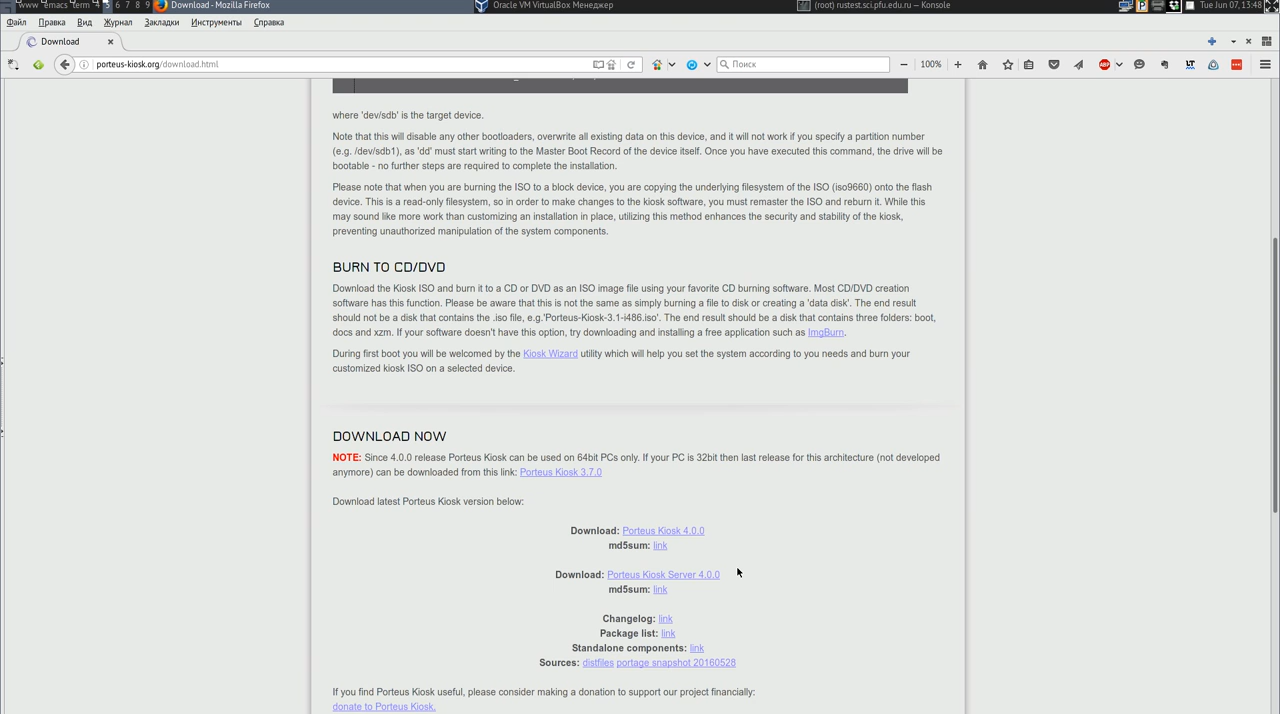 www emacs term 5 6 7 8 9 Download - Mozilla Firefox Oracle VM VirtualBox Менеджер (root) rustest.sci.pfu.edu.ru — Konsole Tue Jun 07, 13:48
Файл Правка Вид Журнал Закладки Инструменты Справка
Download
porteus-kiosk.org/download.html Поиск 100% ABP LT
where 'dev/sdb' is the target device.
Note that this will disable any other bootloaders, overwrite all existing data on this device, and it will not work if you specify a partition number
(e.g. /dev/sdb1), as 'dd' must start writing to the Master Boot Record of the device itself. Once you have executed this command, the drive will be
bootable - no further steps are required to complete the installation.
Please note that when you are burning the ISO to a block device, you are copying the underlying filesystem of the ISO (iso9660) onto the flash
device. This is a read-only filesystem, so in order to make changes to the kiosk software, you must remaster the ISO and reburn it. While this
may sound like more work than customizing an installation in place, utilizing this method enhances the security and stability of the kiosk,
preventing unauthorized manipulation of the system components.
BURN TO CD/DVD
Download the Kiosk ISO and burn it to a CD or DVD as an ISO image file using your favorite CD burning software. Most CD/DVD creation
software has this function. Please be aware that this is not the same as simply burning a file to disk or creating a 'data disk'. The end result
should not be a disk that contains the .iso file, e.g.'Porteus-Kiosk-3.1-i486.iso'. The end result should be a disk that contains three folders: boot,
docs and xzm. If your software doesn't have this option, try downloading and installing a free application such as ImgBurn.
During first boot you will be welcomed by the Kiosk Wizard utility which will help you set the system according to you needs and burn your
customized kiosk ISO on a selected device.
DOWNLOAD NOW
NOTE: Since 4.0.0 release Porteus Kiosk can be used on 64bit PCs only. If your PC is 32bit then last release for this architecture (not developed
anymore) can be downloaded from this link: Porteus Kiosk 3.7.0
Download latest Porteus Kiosk version below:
Download: Porteus Kiosk 4.0.0
md5sum: link
Download: Porteus Kiosk Server 4.0.0
md5sum: link
Changelog: link
Package list: link
Standalone components: link
Sources: distfiles portage snapshot 20160528
If you find Porteus Kiosk useful, please consider making a donation to support our project financially:
donate to Porteus Kiosk.